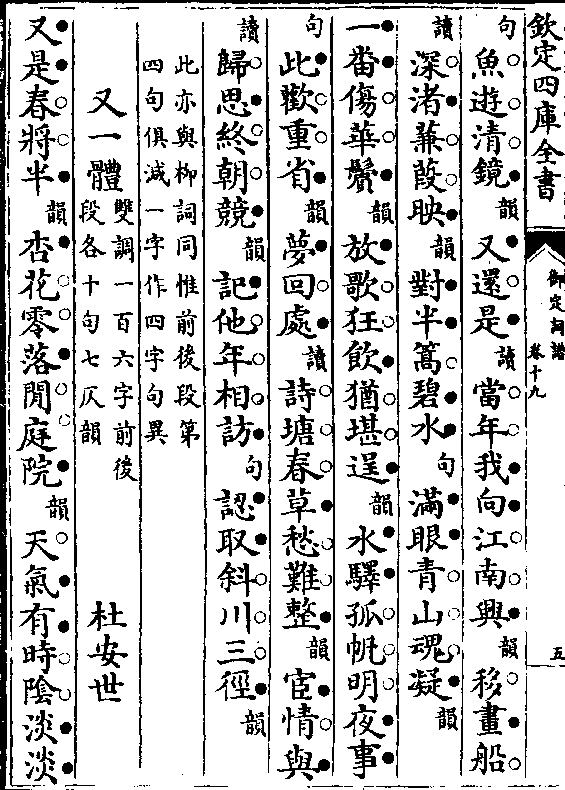 欽定四庫全書
御定詞譜
卷十九
五
句魚遊清鏡韻又還是讀當年我向江南興韻移畫船
讀深渚蒹葭映韻對半篙碧水句滿眼青山魂凝韻
一番傷華鬢韻放歌狂飲猶堪逞韻水驛孤帆明夜事
句此歡重省韻夢回處讀詩塘春草愁難整韻宦情與
讀歸思終朝競韻記他年相訪句認取斜川三徑韻
此亦與柳詞同惟前後段第
四句俱減一字作四字句異
又一體雙調一百六字前後
段各十句七仄韻杜安世
又是春將半韻杏花零落閒庭院韻天氣有時陰淡淡